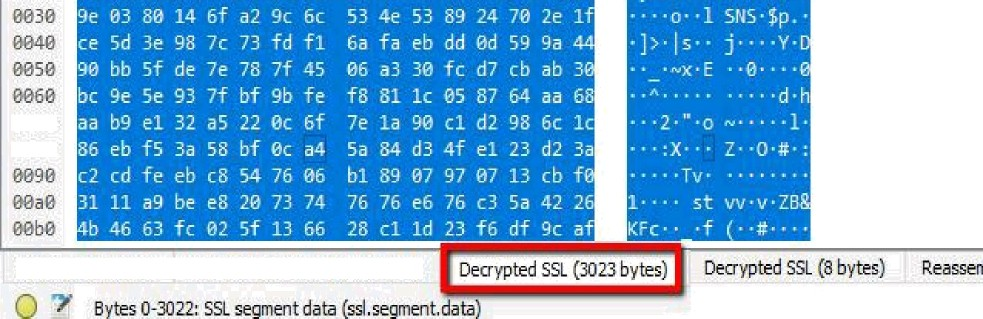 0030 9e 03 80 14 6f a2 9c 6c 53 4e 53 89 24 70 2e 1f ····o··l SNS·$p.·
0040 ce 5d 3e 98 7c 73 fd f1 6a fa eb dd 0d 59 9a 44 ·]>·|s·· j····Y·D
0050 90 bb 5f de 7e 78 7f 45 06 a3 30 fc d7 cb ab 30 ··_·~x·E ··0····0
0060 bc 9e 5e 93 7f bf 9b fe f8 81 1c 05 87 64 aa 68 ··^····· ·····d·h
aa b9 e1 32 a5 22 0c 6f 7e 1a 90 c1 d2 98 6c 1c ···2·"·o ~·····l·
86 eb f5 3a 58 bf 0c a4 5a 84 d3 4f e1 23 d2 3a ···:X··· Z··O·#·:
0090 c2 cd fe eb c8 54 76 06 b1 89 07 97 07 13 cb f0 ·····Tv· ········
00a0 31 11 a9 be e8 20 73 74 76 76 e6 76 c3 5a 42 26 1···· st vv·v·ZB&
00b0 4b 46 63 fc 02 5f 13 66 28 c1 1d 23 f6 df 9c af KFc··_·f (··#····
Decrypted SSL (3023 bytes) Decrypted SSL (8 bytes) Reassem
Bytes 0-3022: SSL segment data (ssl.segment.data)